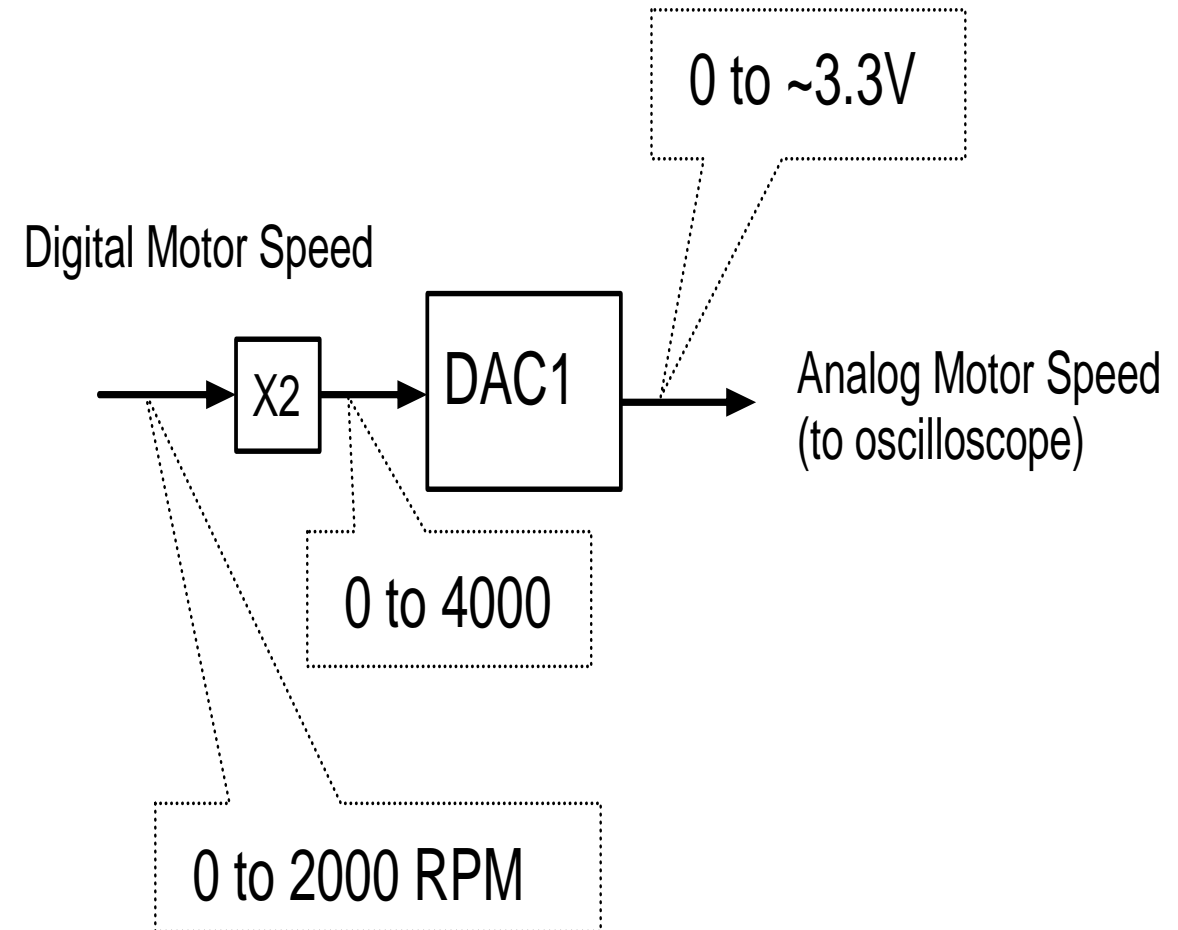 0 to ~3.3V
Digital Motor Speed
X2
DAC1
Analog Motor Speed
(to oscilloscope)
0 to 4000
0 to 2000 RPM